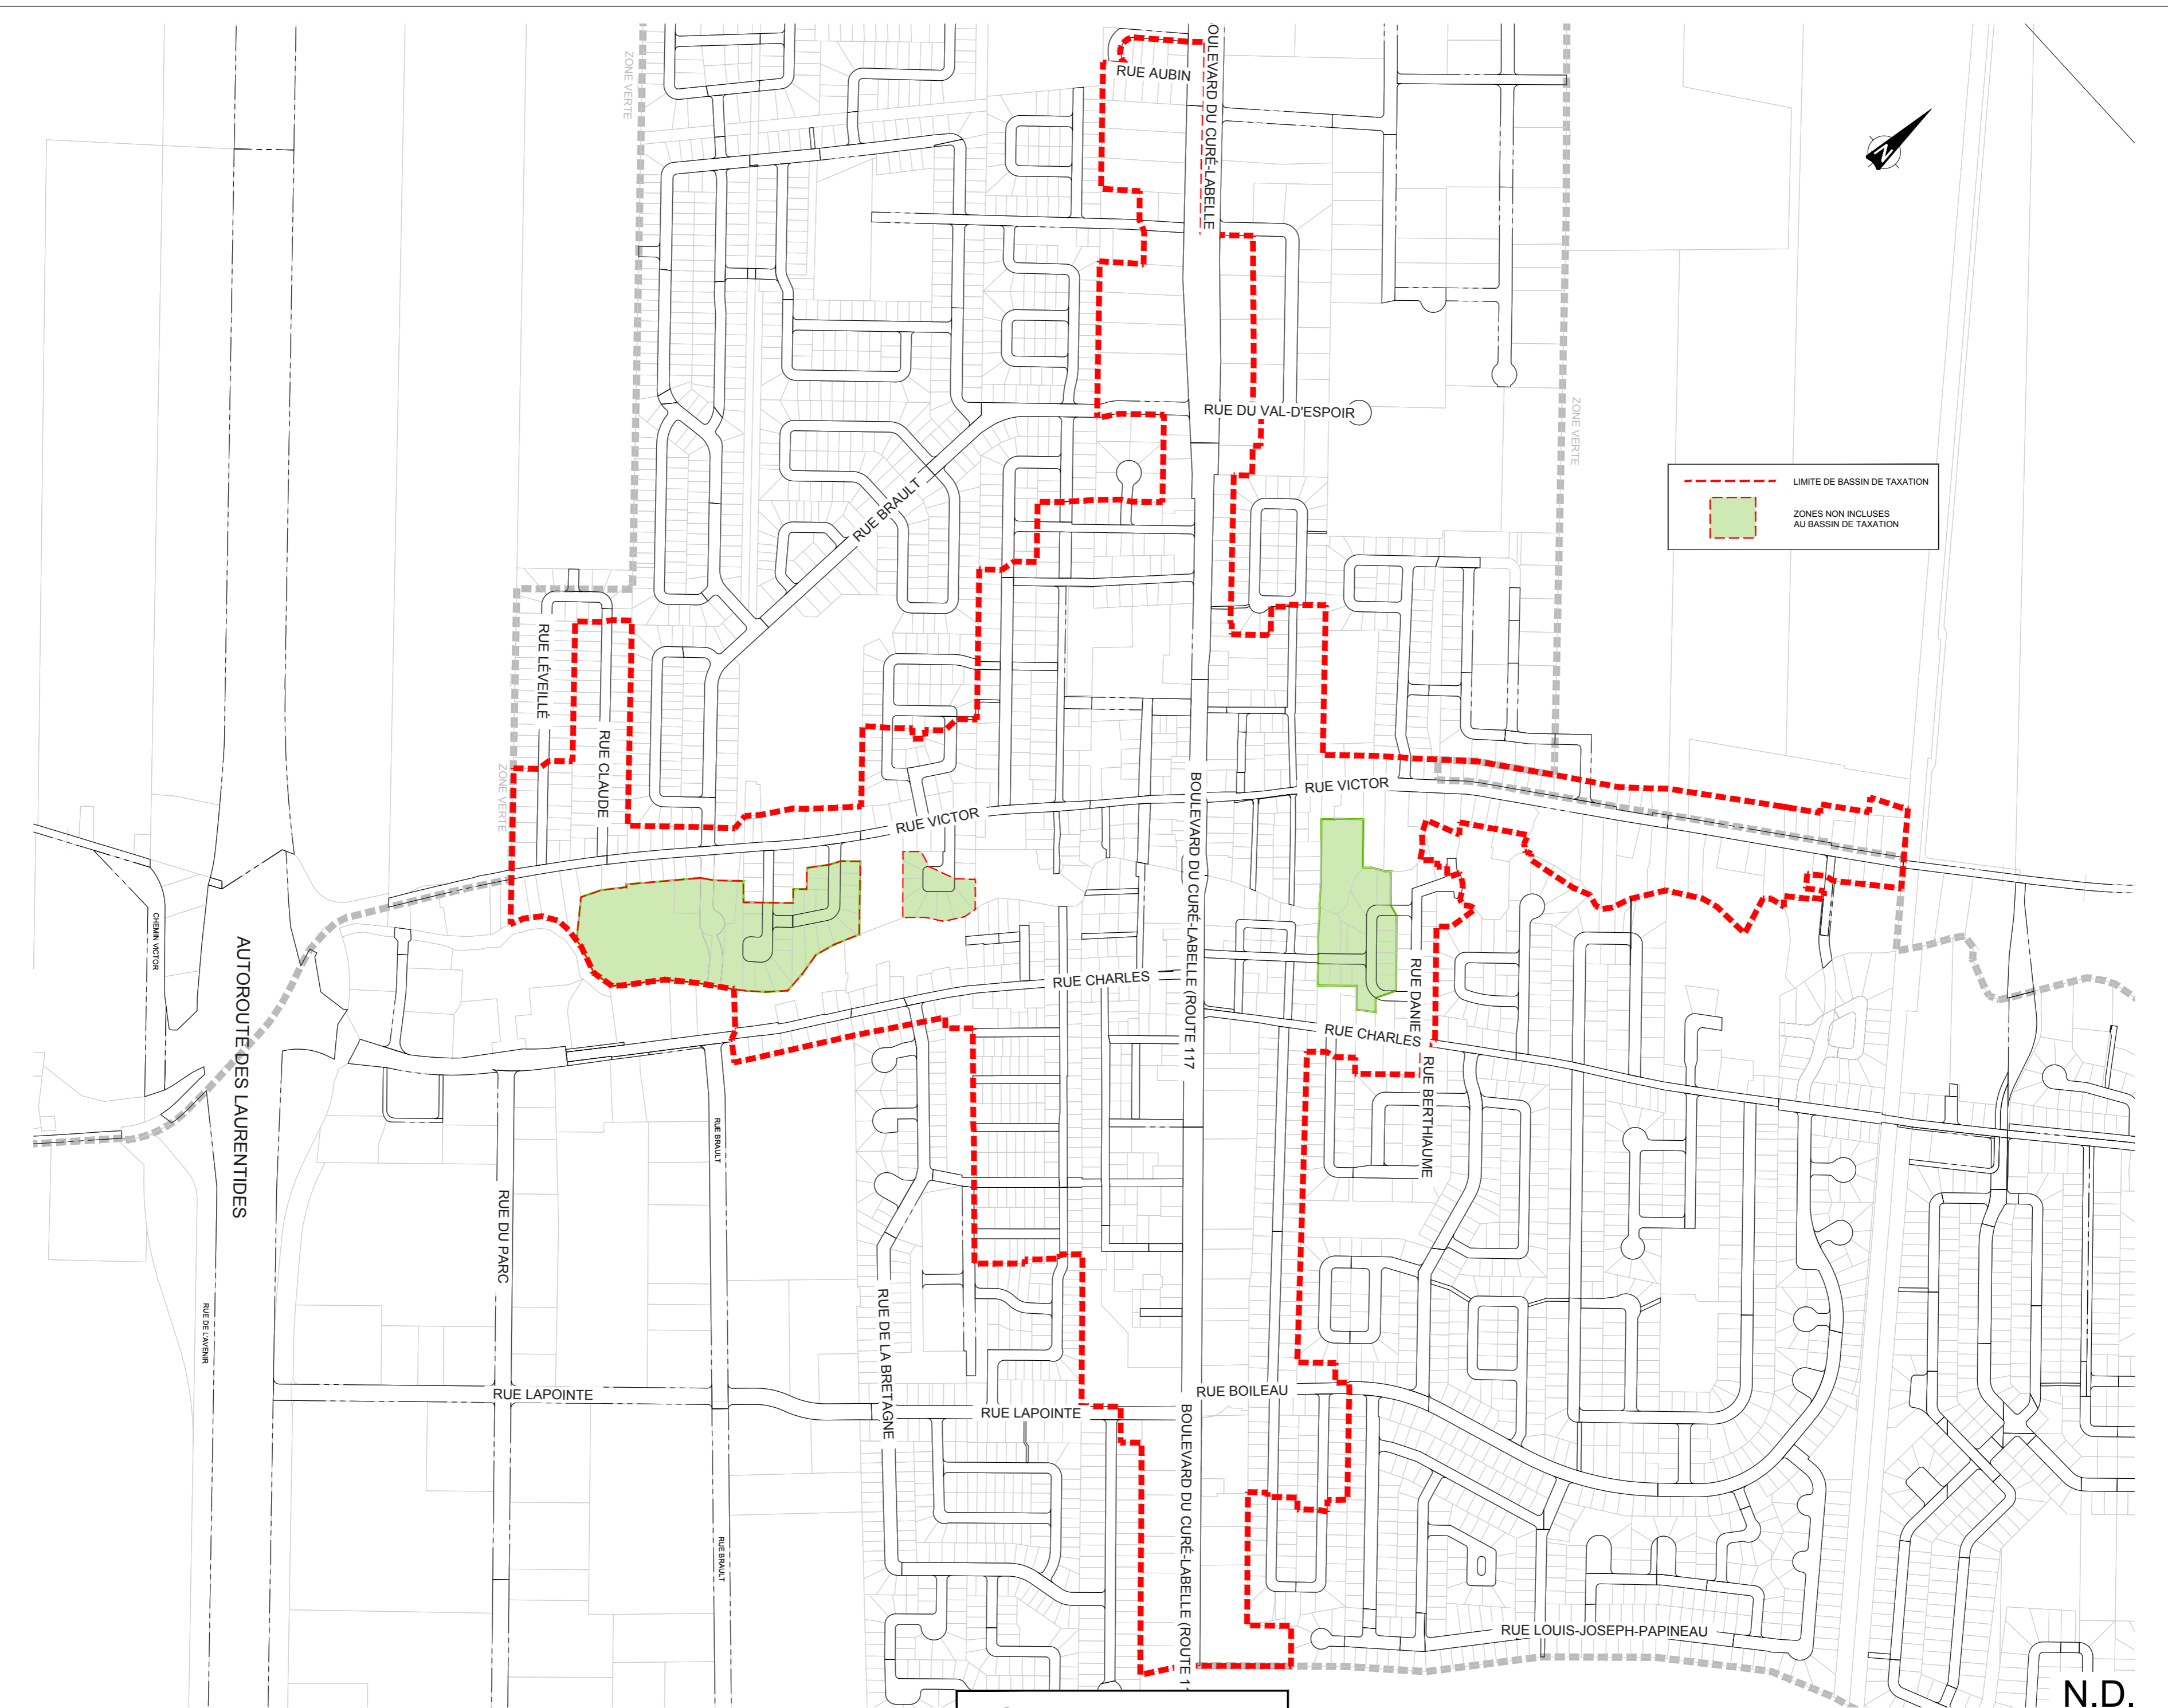 OULEVARD DU CURÉ-LABELLE
RUE AUBIN
ZONE VERTE
N
RUE DU VAL-D'ESPOIR
ZONE VERTE
LIMITE DE BASSIN DE TAXATION
ZONES NON INCLUSES
AU BASSIN DE TAXATION
RUE BRAULT
RUE LÉVEILLÉ
RUE CLAUDE
ZONE VERTE
RUE VICTOR
RUE VICTOR
BOULEVARD DU CURÉ-LABELLE (ROUTE 117
CHEMIN VICTOR
AUTOROUTE DES LAURENTIDES
RUE CHARLES
RUE DANIE
RUE CHARLES
RUE BERTHIAUME
RUE BRAULT
RUE DU PARC
RUE DE LA BRETAGNE
RUE DE L'AVENIR
RUE LAPOINTE
RUE LAPOINTE
RUE BOILEAU
BOULEVARD DU CURÉ-LABELLE (ROUTE 11
RUE BRAULT
RUE LOUIS-JOSEPH-PAPINEAU
N.D.